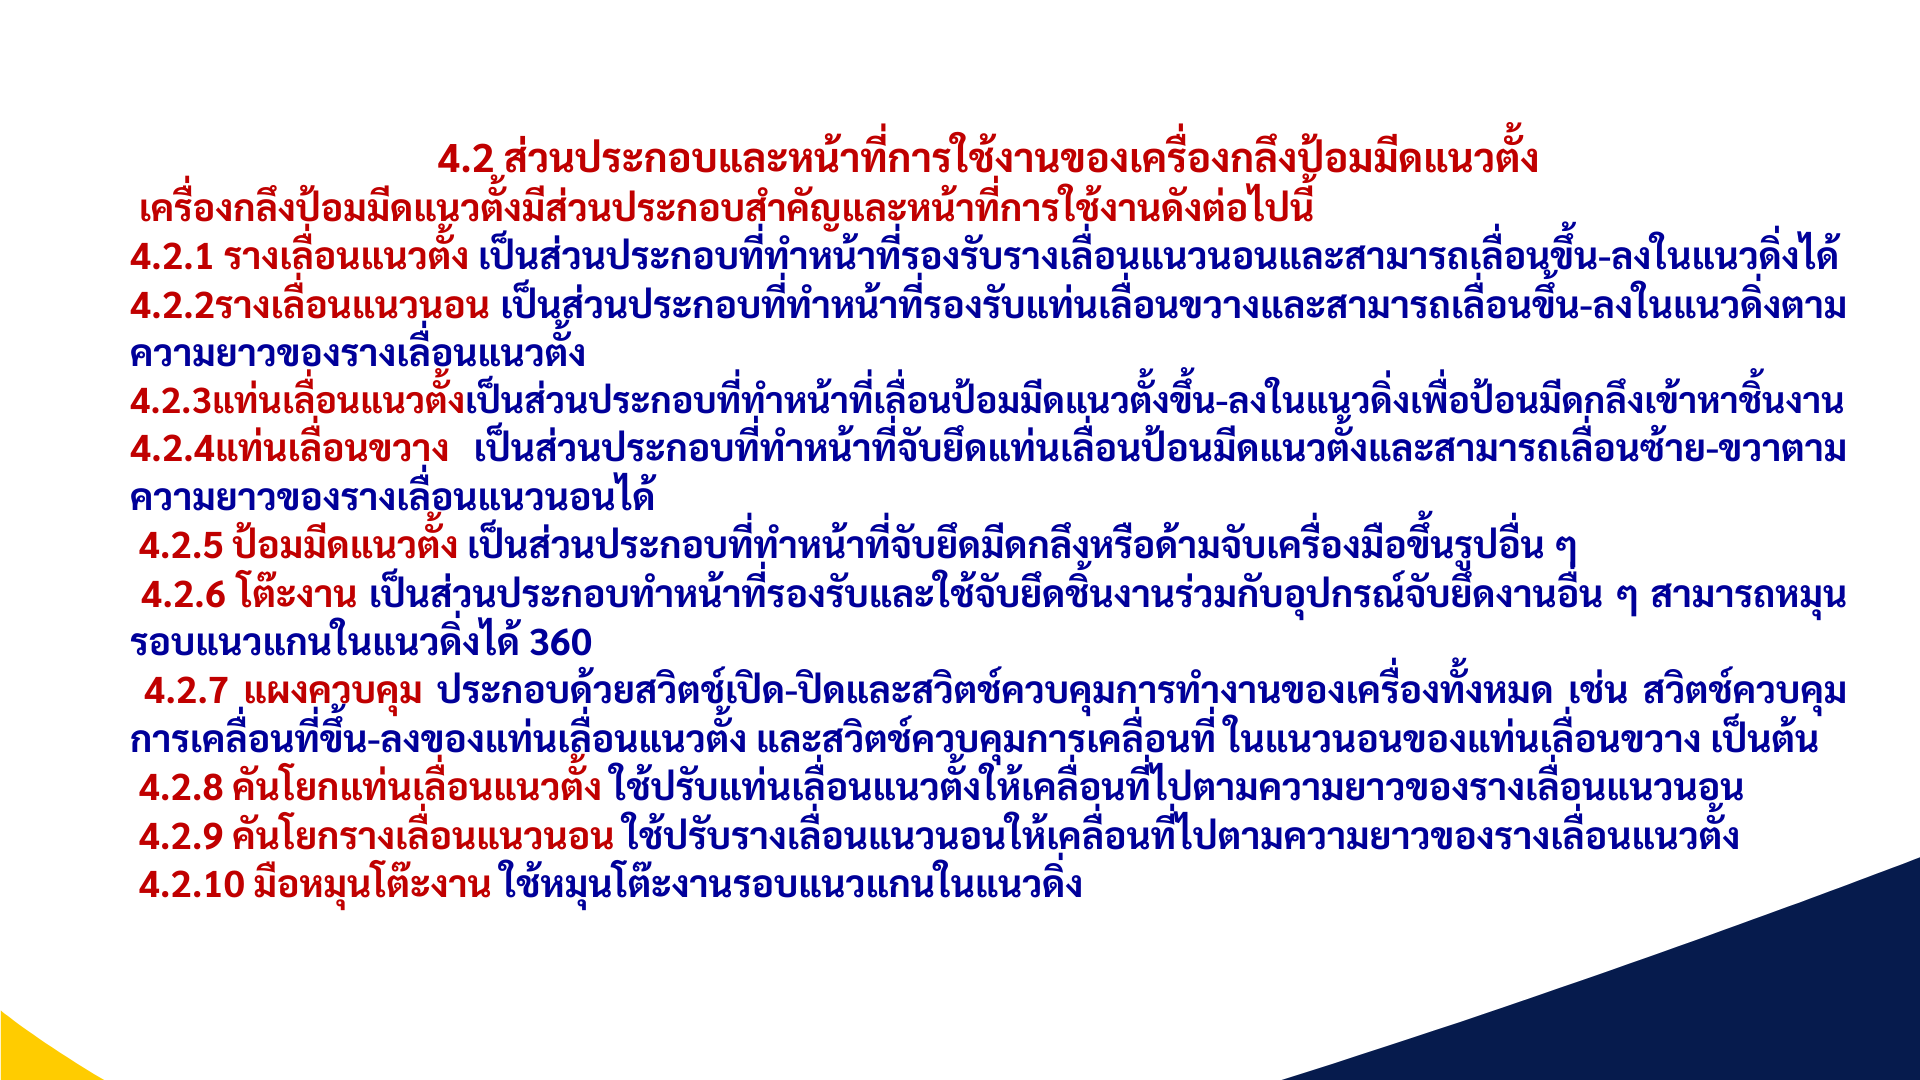 4.2 ส่วนประกอบและหน้าที่การใช้งานของเครื่องกลึงป้อมมีดแนวตั้ง
เครื่องกลึงป้อมมีดแนวตั้งมีส่วนประกอบสำคัญและหน้าที่การใช้งานดังต่อไปนี้
4.2.1 รางเลื่อนแนวตั้ง เป็นส่วนประกอบที่ทำหน้าที่รองรับรางเลื่อนแนวนอนและสามารถเลื่อนขึ้น-ลงในแนวดิ่งได้
4.2.2รางเลื่อนแนวนอน เป็นส่วนประกอบที่ทำหน้าที่รองรับแท่นเลื่อนขวางและสามารถเลื่อนขึ้น-ลงในแนวดิ่งตาม
ความยาวของรางเลื่อนแนวตั้ง
4.2.3แท่นเลื่อนแนวตั้งเป็นส่วนประกอบที่ทำหน้าที่เลื่อนป้อมมีดแนวตั้งขึ้น-ลงในแนวดิ่งเพื่อป้อนมีดกลึงเข้าหาชิ้นงาน
4.2.4แท่นเลื่อนขวาง เป็นส่วนประกอบที่ทำหน้าที่จับยึดแท่นเลื่อนป้อนมีดแนวตั้งและสามารถเลื่อนซ้าย-ขวาตาม
ความยาวของรางเลื่อนแนวนอนได้
4.2.5 ป้อมมีดแนวตั้ง เป็นส่วนประกอบที่ทำหน้าที่จับยึดมีดกลึงหรือด้ามจับเครื่องมือขึ้นรูปอื่น ๆ
4.2.6 โต๊ะงาน เป็นส่วนประกอบทำหน้าที่รองรับและใช้จับยึดชิ้นงานร่วมกับอุปกรณ์จับยึดงานอื่น ๆ สามารถหมุน
รอบแนวแกนในแนวดิ่งได้ 360
4.2.7 แผงควบคุม ประกอบด้วยสวิตช์เปิด-ปิดและสวิตช์ควบคุมการทำงานของเครื่องทั้งหมด เช่น สวิตช์ควบคุม
การเคลื่อนที่ขึ้น-ลงของแท่นเลื่อนแนวตั้ง และสวิตช์ควบคุมการเคลื่อนที่ ในแนวนอนของแท่นเลื่อนขวาง เป็นต้น
4.2.8 คันโยกแท่นเลื่อนแนวตั้ง ใช้ปรับแท่นเลื่อนแนวตั้งให้เคลื่อนที่ไปตามความยาวของรางเลื่อนแนวนอน
4.2.9 คันโยกรางเลื่อนแนวนอน ใช้ปรับรางเลื่อนแนวนอนให้เคลื่อนที่ไปตามความยาวของรางเลื่อนแนวตั้ง
4.2.10 มือหมุนโต๊ะงาน ใช้หมุนโต๊ะงานรอบแนวแกนในแนวดิ่ง